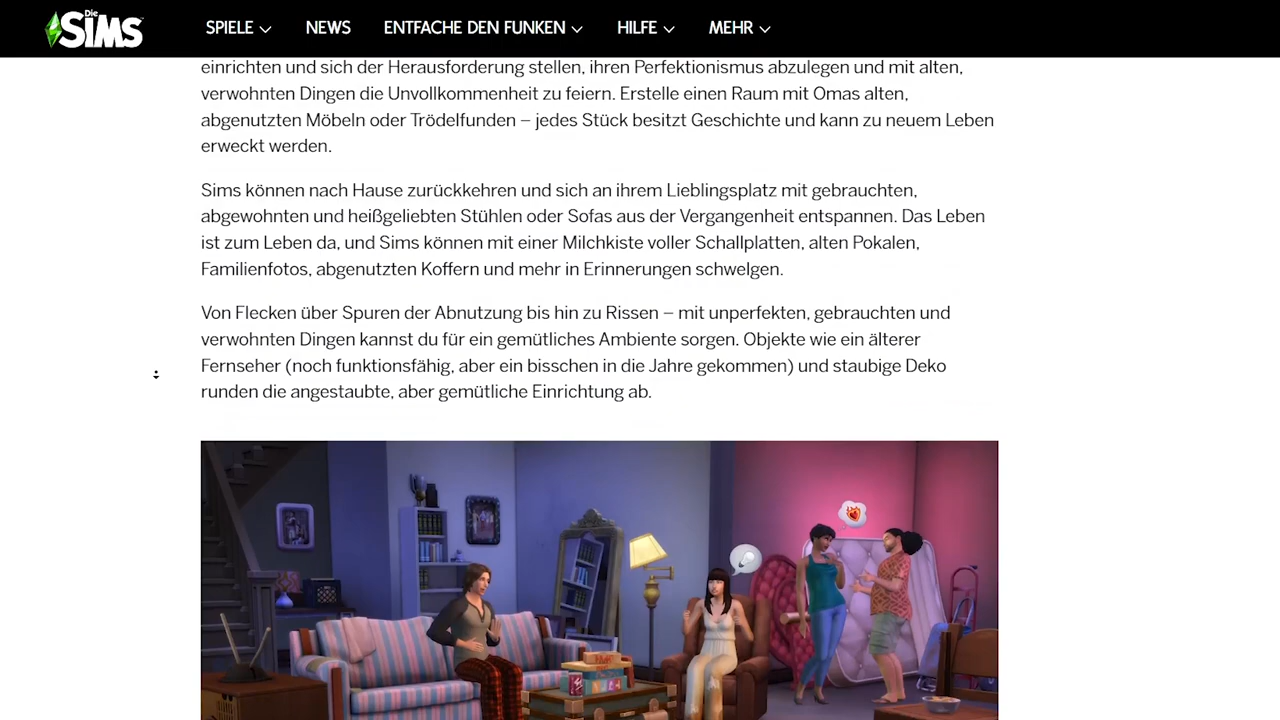 Die
SiMS
SPIELE
NEWS
ENTFACHE DEN FUNKEN
HILFE
MEHR
einrichten und sich der Herausforderung stellen, ihren Perfektionismus abzulegen und mit alten,
verwohnten Dingen die Unvollkommenheit zu feiern. Erstelle einen Raum mit Omas alten,
abgenutzten Möbeln oder Trödelfunden – jedes Stück besitzt Geschichte und kann zu neuem Leben
erweckt werden.
Sims können nach Hause zurückkehren und sich an ihrem Lieblingsplatz mit gebrauchten,
abgewohnten und heißgeliebten Stühlen oder Sofas aus der Vergangenheit entspannen. Das Leben
ist zum Leben da, und Sims können mit einer Milchkiste voller Schallplatten, alten Pokalen,
Familienfotos, abgenutzten Koffern und mehr in Erinnerungen schwelgen.
Von Flecken über Spuren der Abnutzung bis hin zu Rissen – mit unperfekten, gebrauchten und
verwohnten Dingen kannst du für ein gemütliches Ambiente sorgen. Objekte wie ein älterer
Fernseher (noch funktionsfähig, aber ein bisschen in die Jahre gekommen) und staubige Deko
runden die angestaubte, aber gemütliche Einrichtung ab.